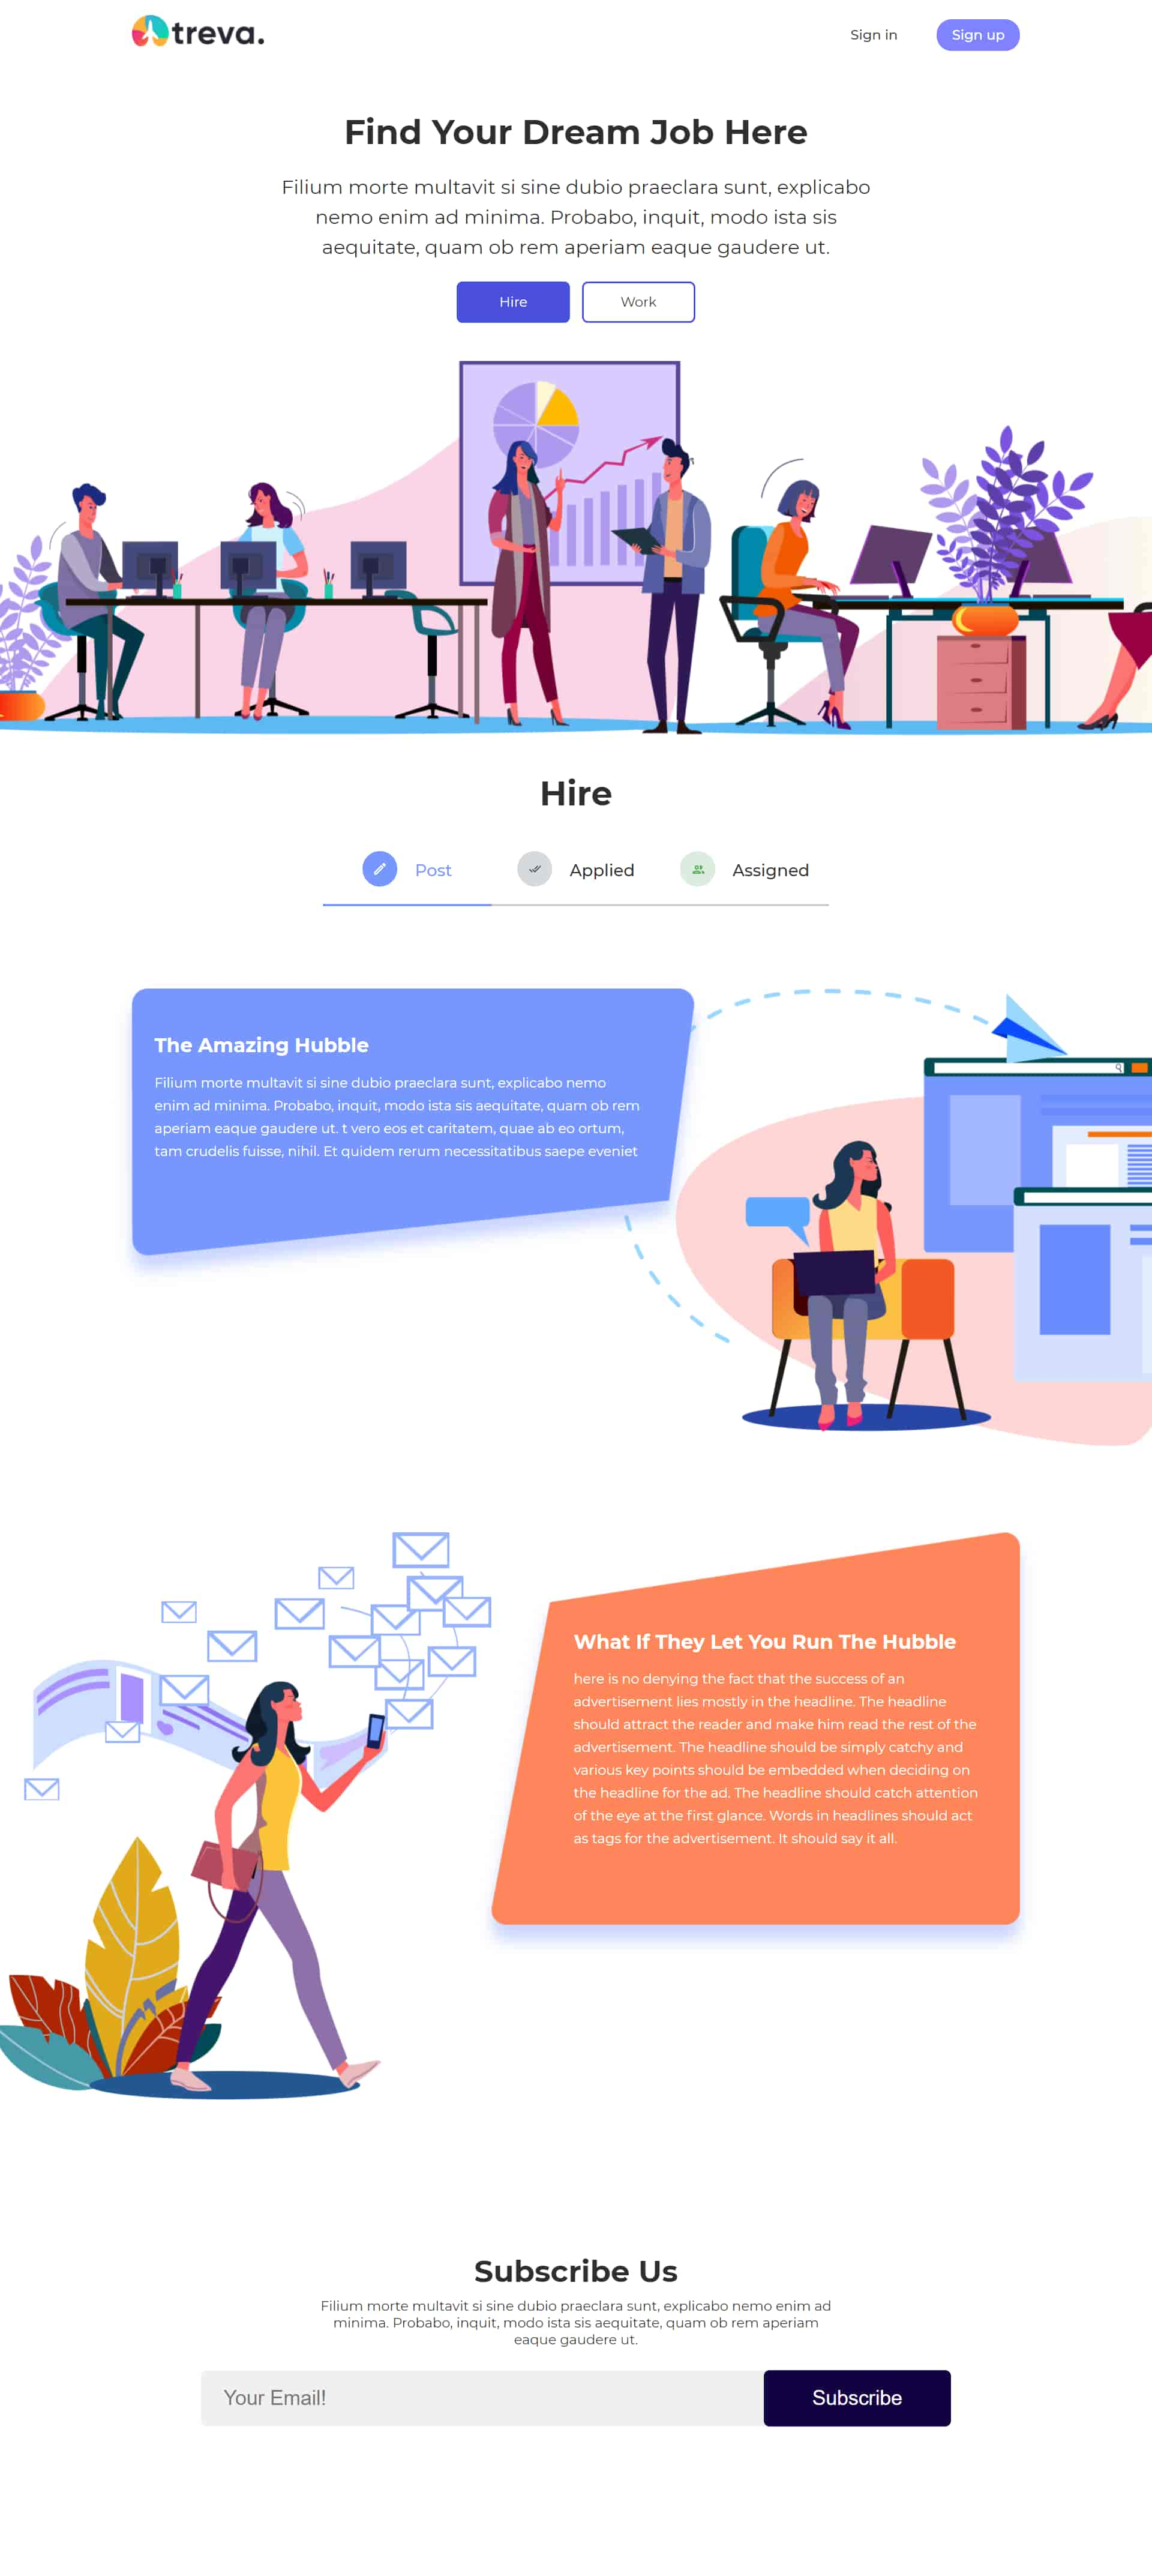 treva.
Sign in
Sign up
Find Your Dream Job Here
Filium morte multavit si sine dubio praeclara sunt, explicabo
nemo enim ad minima. Probabo, inquit, modo ista sis
aequitate, quam ob rem aperiam eaque gaudere ut.
Hire
Work
Hire
Post
Applied
Assigned
The Amazing Hubble
Filium morte multavit si sine dubio praeclara sunt, explicabo nemo
enim ad minima. Probabo, inquit, modo ista sis aequitate, quam ob rem
aperiam eaque gaudere ut. t vero eos et caritatem, quae ab eo ortum,
tam crudelis fuisse, nihil. Et quidem rerum necessitatibus saepe eveniet
What If They Let You Run The Hubble
here is no denying the fact that the success of an
advertisement lies mostly in the headline. The headline
should attract the reader and make him read the rest of the
advertisement. The headline should be simply catchy and
various key points should be embedded when deciding on
the headline for the ad. The headline should catch attention
of the eye at the first glance. Words in headlines should act
as tags for the advertisement. It should say it all.
Subscribe Us
Filium morte multavit si sine dubio praeclara sunt, explicabo nemo enim ad
minima. Probabo, inquit, modo ista sis aequitate, quam ob rem aperiam
eaque gaudere ut.
Your Email!
Subscribe